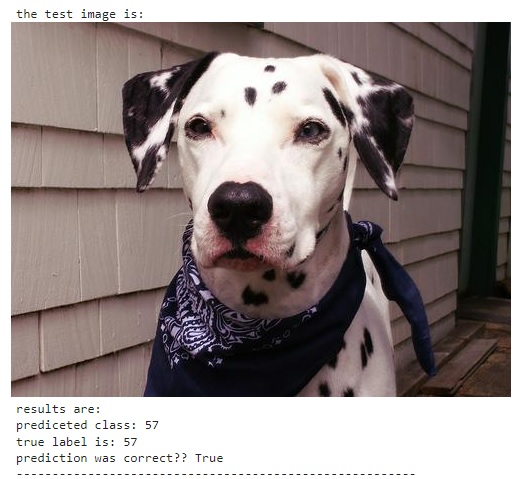 the test image is:
results are:
prediceted class: 57
true label is: 57
prediction was correct?? True
--------------------------------------------------------